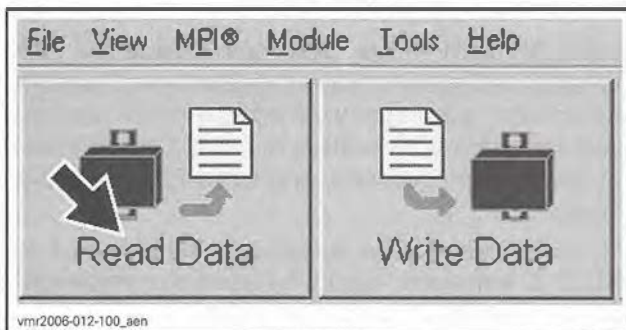 File View MPI® Module Tools Help
Read Data
Write Data
vmr2006-012-100_aen